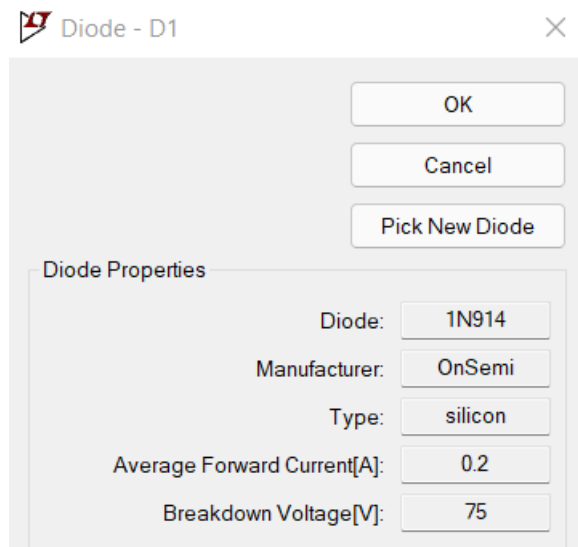 Diode - D1
OK
Cancel
Pick New Diode
Diode Properties
Diode: 1N914
Manufacturer: OnSemi
Type: silicon
Average Forward Current[A]: 0.2
Breakdown Voltage[V]: 75